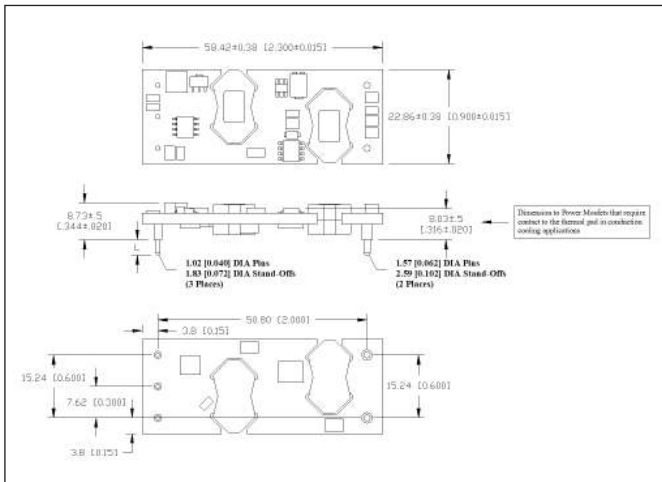 58.42±0.38 [2.300±0.015]
22.86±0.38 [0.900±0.015]
8.73±.5
[.344±.020]
L
8.03±.5
[.316±.020]
Dimension to Power Mosfets that require
contact to the thermal pad in conduction
cooling applications
1.02 [0.040] DIA Pins
1.83 [0.072] DIA Stand-Offs
(3 Places)
1.57 [0.062] DIA Pins
2.59 [0.102] DIA Stand-Offs
(2 Places)
50.80 [2.000]
3.8 [0.15]
15.24 [0.600]
7.62 [0.300]
15.24 [0.600]
3.8 [0.15]